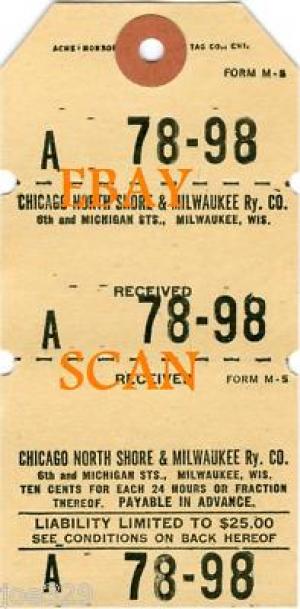 ACME-MONROE TAG CO., CHI.
FORM M-S
A 78-98
EBAY
CHICAGO NORTH SHORE & MILWAUKEE Ry. CO.
6th and MICHIGAN STS., MILWAUKEE, WIS.
RECEIVED
A 78-98
SCAN
RECEIVED FORM M-S
CHICAGO NORTH SHORE & MILWAUKEE Ry. CO.
6th and MICHIGAN STS., MILWAUKEE, WIS.
TEN CENTS FOR EACH 24 HOURS OR FRACTION
THEREOF. PAYABLE IN ADVANCE.
LIABILITY LIMITED TO $25.00
SEE CONDITIONS ON BACK HEREOF
A 78-98